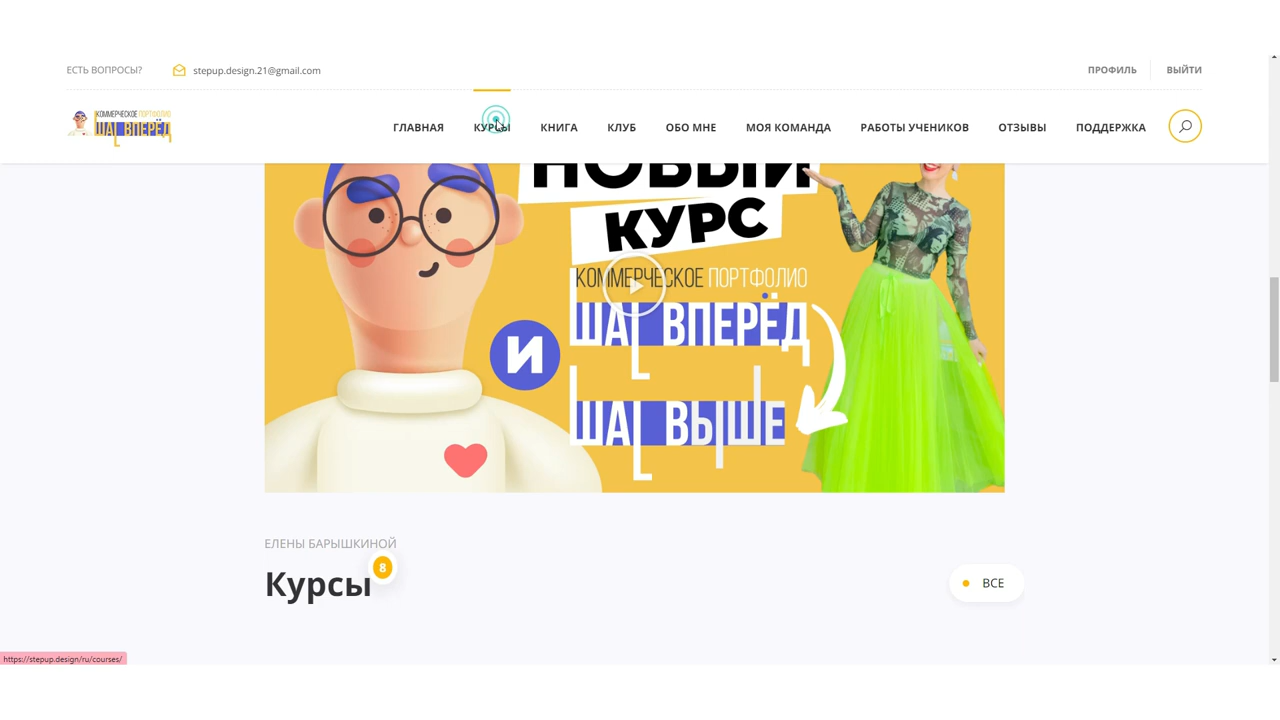 ЕСТЬ ВОПРОСЫ? stepup.design.21@gmail.com ПРОФИЛЬ ВЫЙТИ
КОММЕРЧЕСКОЕ ПОРТФОЛИО
ШАГ ВПЕРЁД
ГЛАВНАЯ КУРСЫ КНИГА КЛУБ ОБО МНЕ МОЯ КОМАНДА РАБОТЫ УЧЕНИКОВ ОТЗЫВЫ ПОДДЕРЖКА
НОВЫЙ
КУРС
КОММЕРЧЕСКОЕ ПОРТФОЛИО
ШАГ ВПЕРЁД
И
ШАГ ВЫШЕ
ЕЛЕНЫ БАРЫШКИНОЙ
Курсы 8
ВСЕ
https://stepup.design/ru/courses/